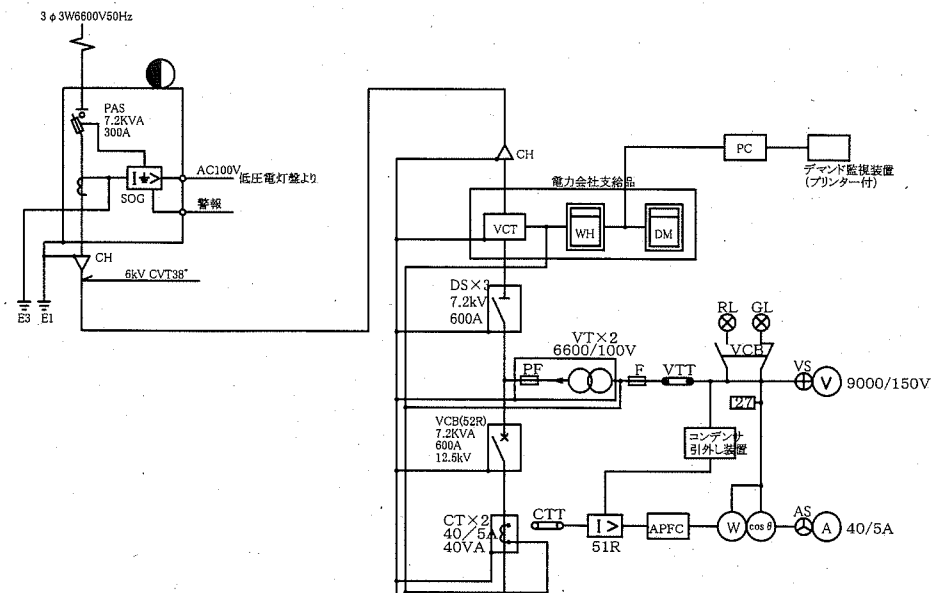 3φ3W6600V50Hz
PAS
7.2KVA
300A
I ⏚ >
SOG
AC100V
低圧電灯盤より
警報
CH
6kV CVT38°
E3 E1
CH
電力会社支給品
VCT
WH
DM
PC
デマンド監視装置
(プリンター付)
DS×3
7.2kV
600A
VT×2
6600/100V
PF
F
VTT
RL
GL
VCB
VS
V
9000/150V
27
VCB(52R)
7.2KVA
600A
12.5kV
コンデンサ
引外し装置
CT×2
40/5A
40VA
CTT
I>
51R
APFC
W
cosθ
AS
A
40/5A